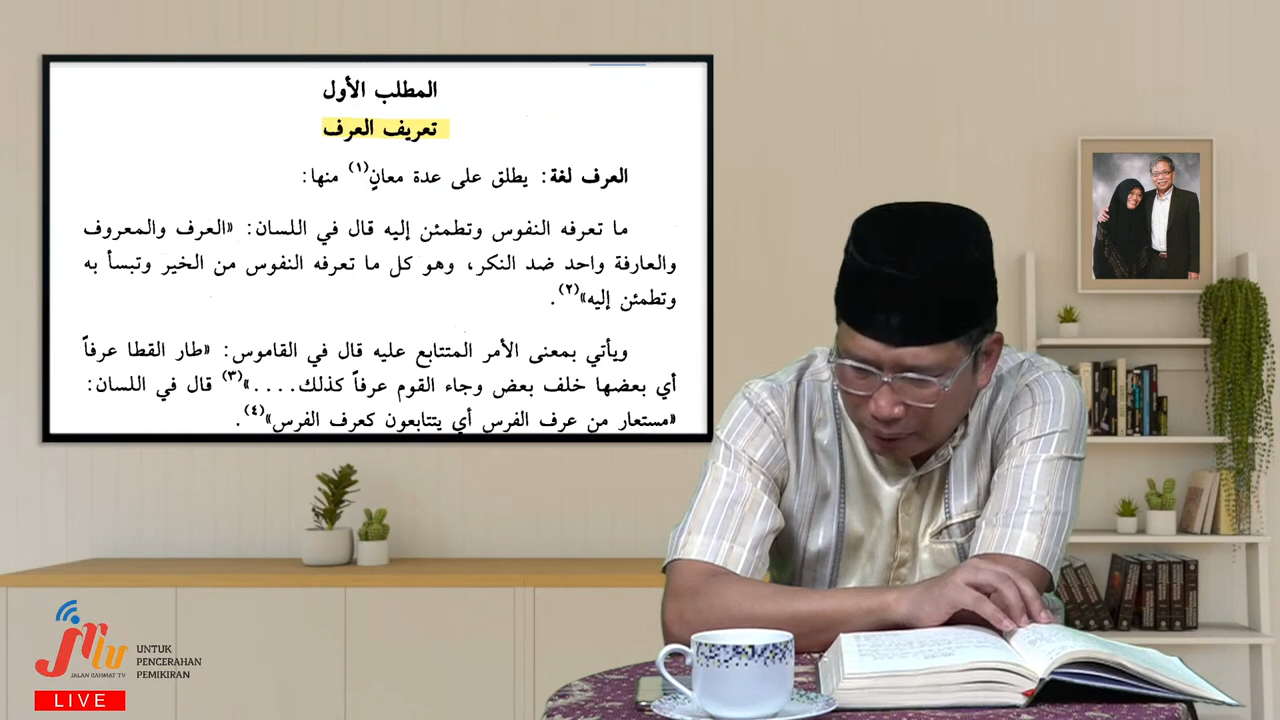 المطلب الأول
تعريف العرف
العرف لغة: يطلق على عدة معانٍ(١) منها:
ما تعرفه النفوس وتطمئن إليه قال في اللسان: «العرف والمعروف
والعارفة واحد ضد النكر، وهو كل ما تعرفه النفوس من الخير وتبسأ به
وتطمئن إليه»(٢).
ويأتي بمعنى الأمر المتتابع عليه قال في القاموس: «طار القطا عرفاً
أي بعضها خلف بعض وجاء القوم عرفاً كذلك....»(٣) قال في اللسان:
«مستعار من عرف الفرس أي يتتابعون كعرف الفرس»(٤).
jrtv
JALAN RAHMAT TV
UNTUK
PENCERAHAN
PEMIKIRAN
LIVE